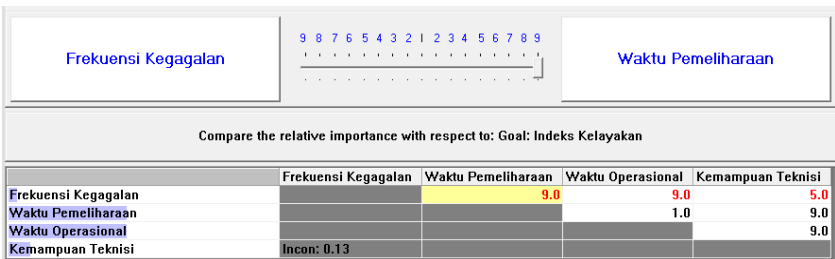 Frekuensi Kegagalan
9 8 7 6 5 4 3 2 1 2 3 4 5 6 7 8 9
Waktu Pemeliharaan
Compare the relative importance with respect to: Goal: Indeks Kelayakan
Frekuensi Kegagalan Waktu Pemeliharaan Waktu Operasional Kemampuan Teknisi
Frekuensi Kegagalan 9.0 9.0 5.0
Waktu Pemeliharaan 1.0 9.0
Waktu Operasional 9.0
Kemampuan Teknisi Incon: 0.13